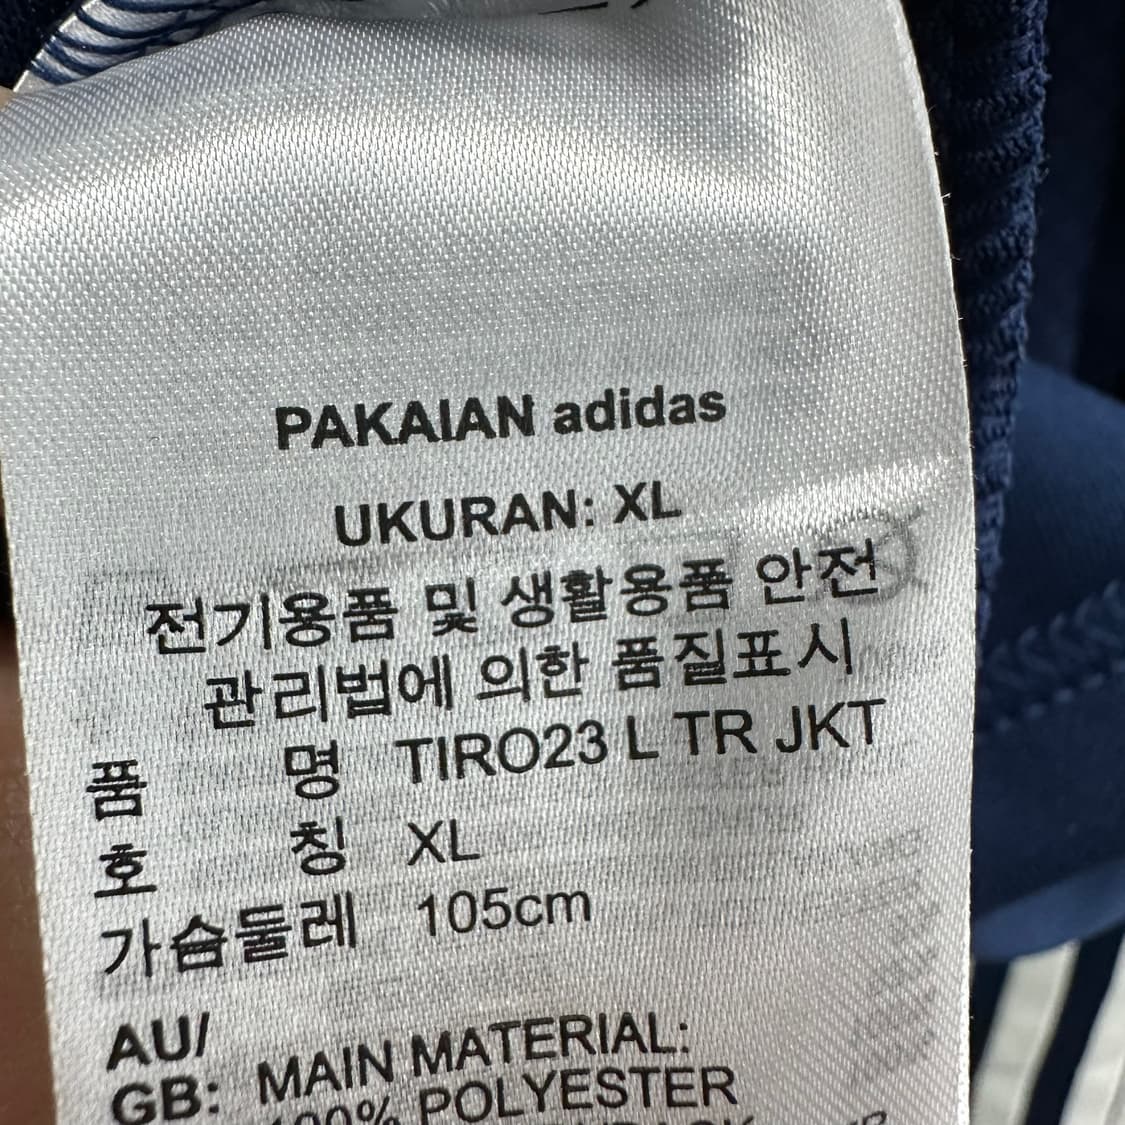 PAKAIAN adidas
UKURAN: XL
전기용품 및 생활용품 안전
관리법에 의한 품질표시
품 명 TIRO23 L TR JKT
호 칭 XL
가슴둘레 105cm
AU/
GB: MAIN MATERIAL:
100% POLYESTER